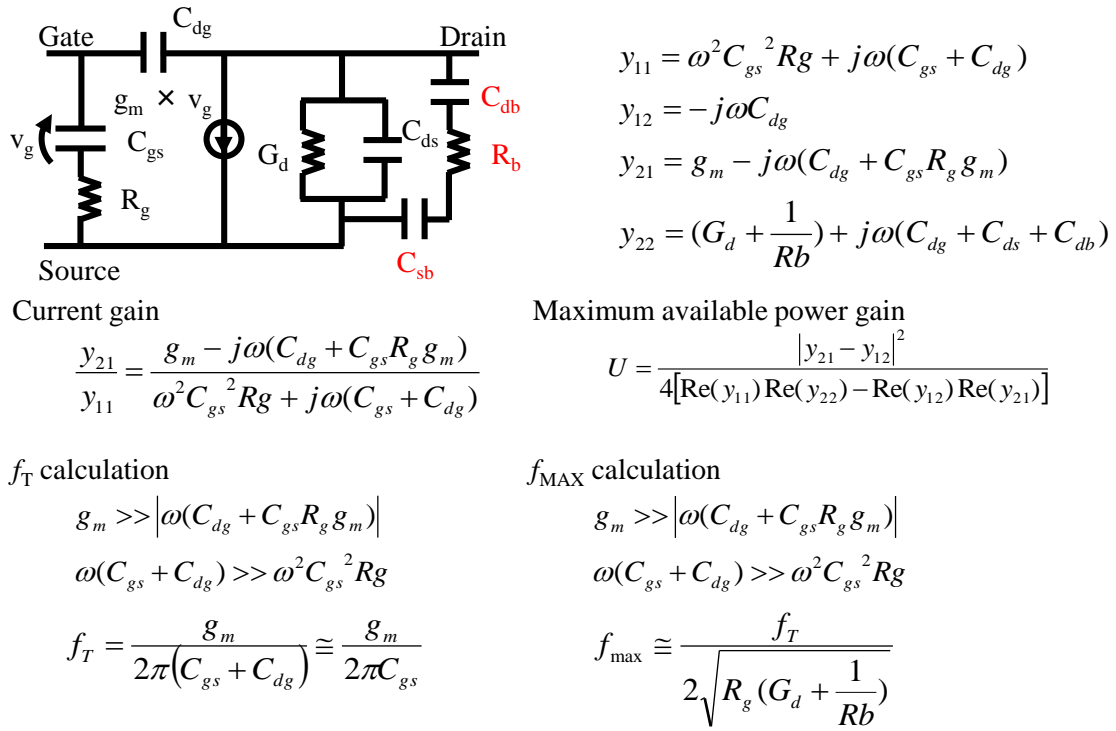 Gate
C_dg
Drain
g_m × v_g
C_db
v_g
C_gs
G_d
C_ds
R_b
R_g
Source
C_sb
y_11 = ω^2 C_gs^2 Rg + jω(C_gs + C_dg)
y_12 = −jωC_dg
y_21 = g_m − jω(C_dg + C_gs R_g g_m)
y_22 = (G_d + 1/Rb) + jω(C_dg + C_ds + C_db)
Current gain
y_21/y_11 = (g_m − jω(C_dg + C_gs R_g g_m))/(ω^2 C_gs^2 Rg + jω(C_gs + C_dg))
Maximum available power gain
U = |y_21 − y_12|^2/(4[Re(y_11) Re(y_22) − Re(y_12) Re(y_21)])
f_T calculation
g_m >> |ω(C_dg + C_gs R_g g_m)|
ω(C_gs + C_dg) >> ω^2 C_gs^2 Rg
f_T = g_m/(2π(C_gs + C_dg)) ≅ g_m/(2πC_gs)
f_MAX calculation
g_m >> |ω(C_dg + C_gs R_g g_m)|
ω(C_gs + C_dg) >> ω^2 C_gs^2 Rg
f_max ≅ f_T/(2√(R_g (G_d + 1/Rb)))